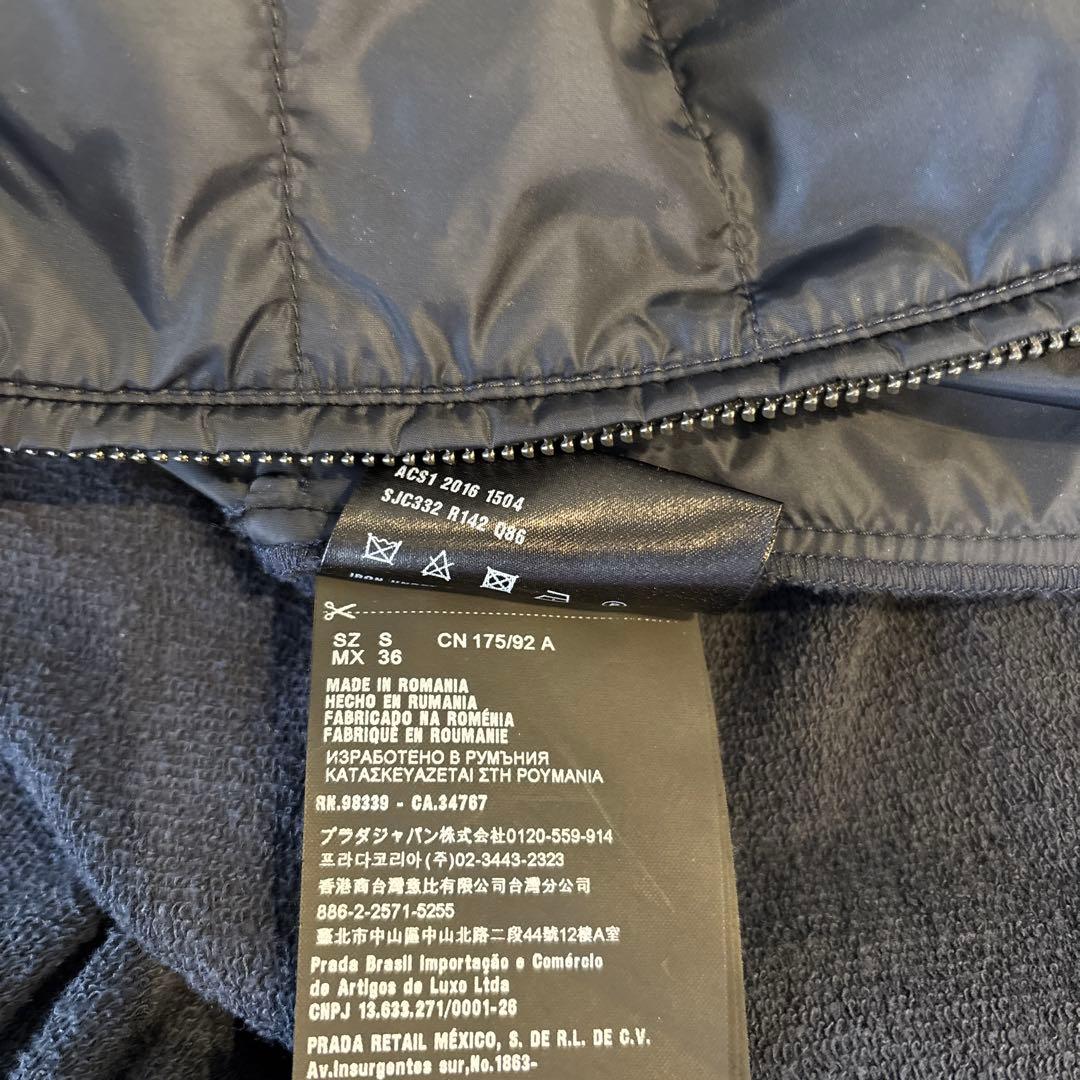 ACS1 2016 1504
SJC332 R142 Q86
SZ S CN 175/92 A
MX 36
MADE IN ROMANIA
HECHO EN RUMANIA
FABRICADO NA ROMÉNIA
FABRIQUÉ EN ROUMANIE
ИЗРАБОТЕНО В РУМЪНИЯ
ΚΑΤΑΣΚΕΥΑΖΕΤΑΙ ΣΤΗ ΡΟΥΜΑΝΙΑ
RN.98339 - CA.34767
プラダジャパン株式会社0120-559-914
프라다코리아(주)02-3443-2323
香港商台灣意比有限公司台灣分公司
886-2-2571-5255
臺北市中山區中山北路二段44號12樓A室
Prada Brasil Importação e Comércio
de Artigos de Luxo Ltda
CNPJ 13.633.271/0001-26
PRADA RETAIL MÉXICO, S. DE R.L. DE C.V.
Av.Insurgentes sur,No.1863-